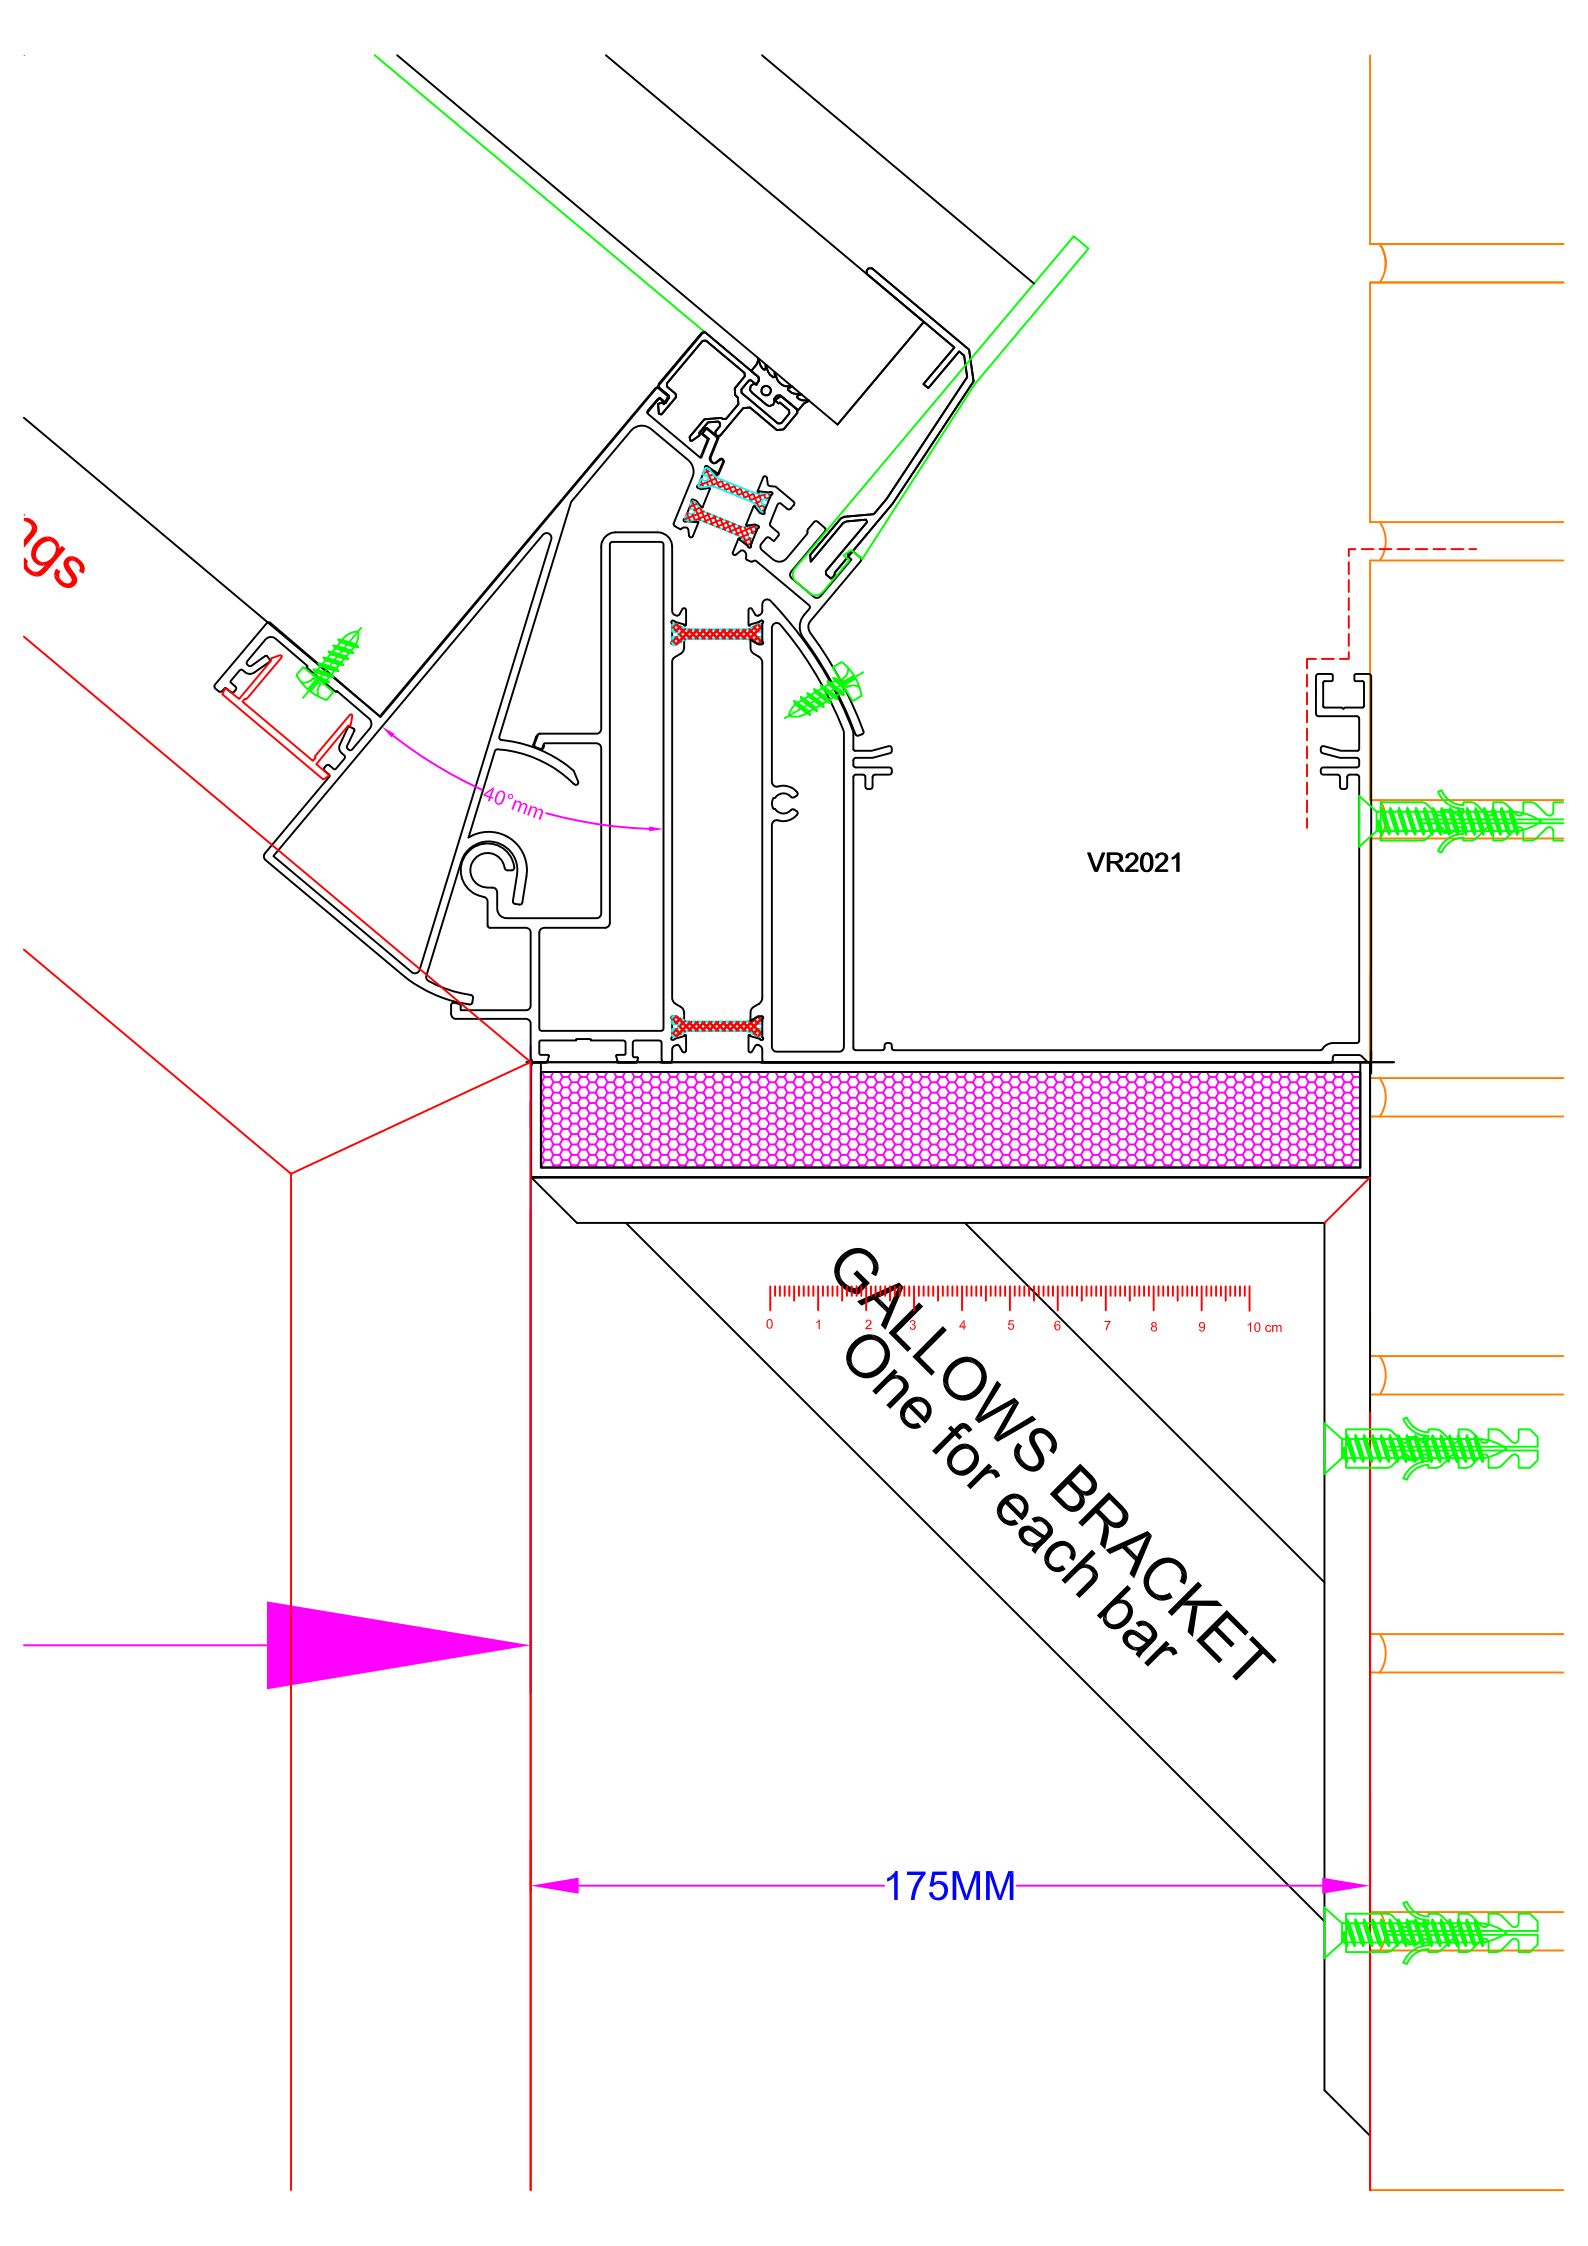 ngs
40°mm
VR2021
GALLOWS BRACKET
One for each bar
0 1 2 3 4 5 6 7 8 9 10 cm
175MM